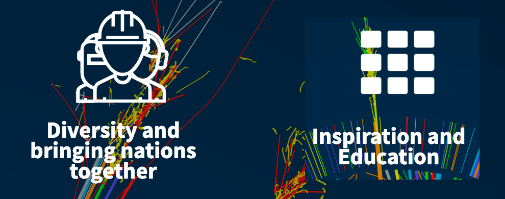 Diversity and
bringing nations
together
Inspiration and
Education